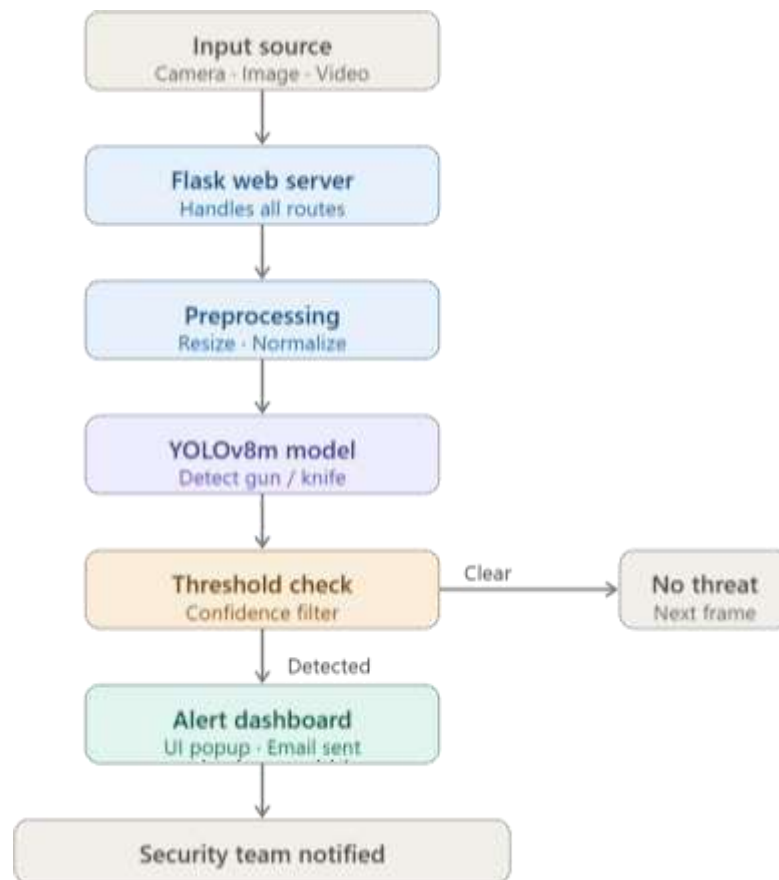 Input source
Camera · Image · Video
Flask web server
Handles all routes
Preprocessing
Resize · Normalize
YOLOv8m model
Detect gun / knife
Threshold check
Confidence filter
Clear
No threat
Next frame
Detected
Alert dashboard
UI popup · Email sent
Security team notified